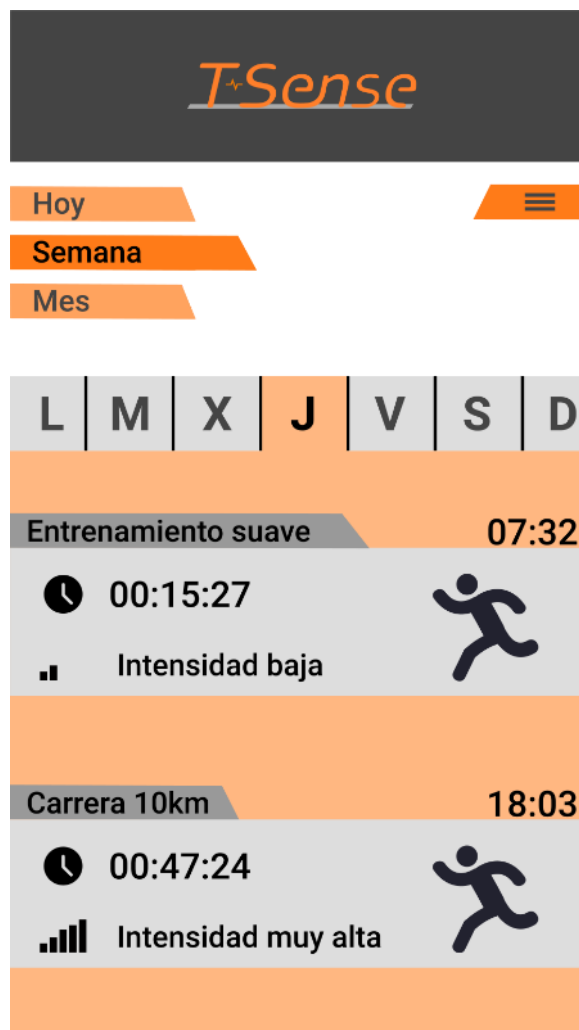 T-Sense
Hoy
Semana
Mes
L M X J V S D
Entrenamiento suave 07:32
00:15:27
Intensidad baja
Carrera 10km 18:03
00:47:24
Intensidad muy alta